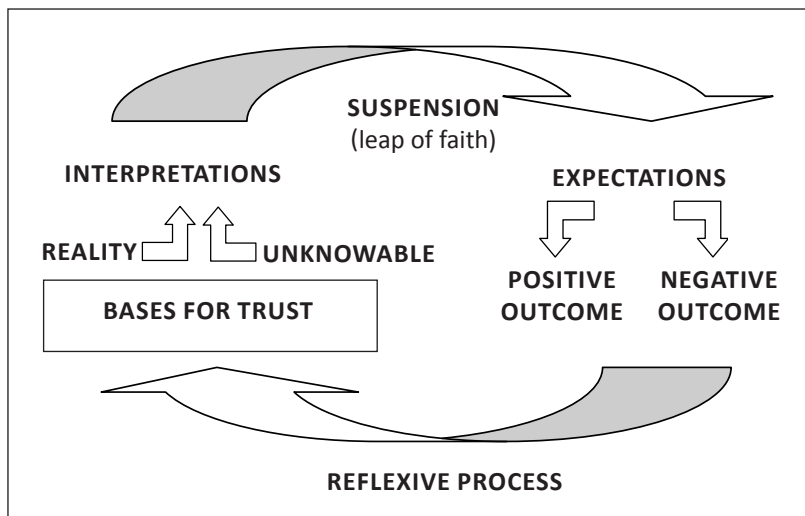 SUSPENSION
(leap of faith)
INTERPRETATIONS
EXPECTATIONS
REALITY
UNKNOWABLE
BASES FOR TRUST
POSITIVE
OUTCOME
NEGATIVE
OUTCOME
REFLEXIVE PROCESS